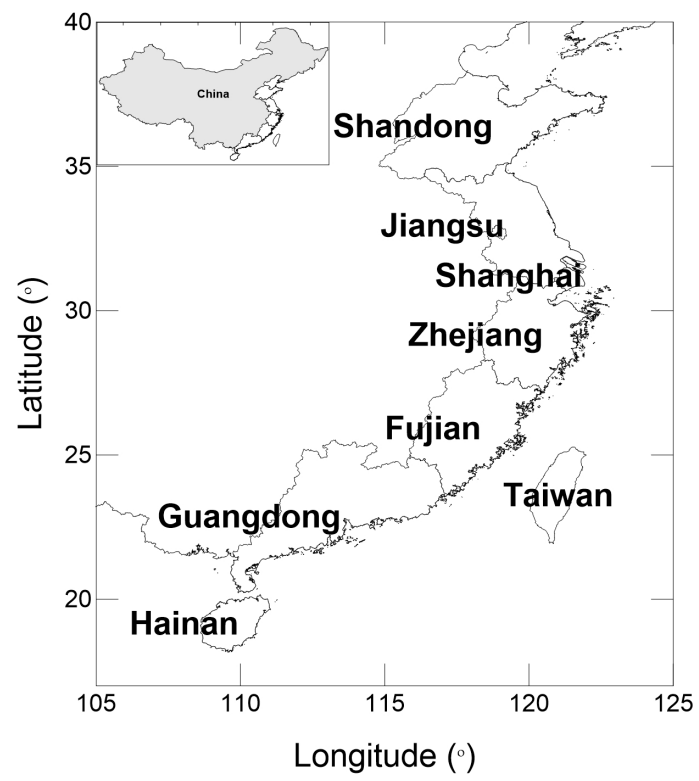 40
China
Shandong
35
Jiangsu
Shanghai
30
Zhejiang
Fujian
25
Taiwan
Guangdong
20
Hainan
105 110 115 120 125
Latitude (°)
Longitude (°)